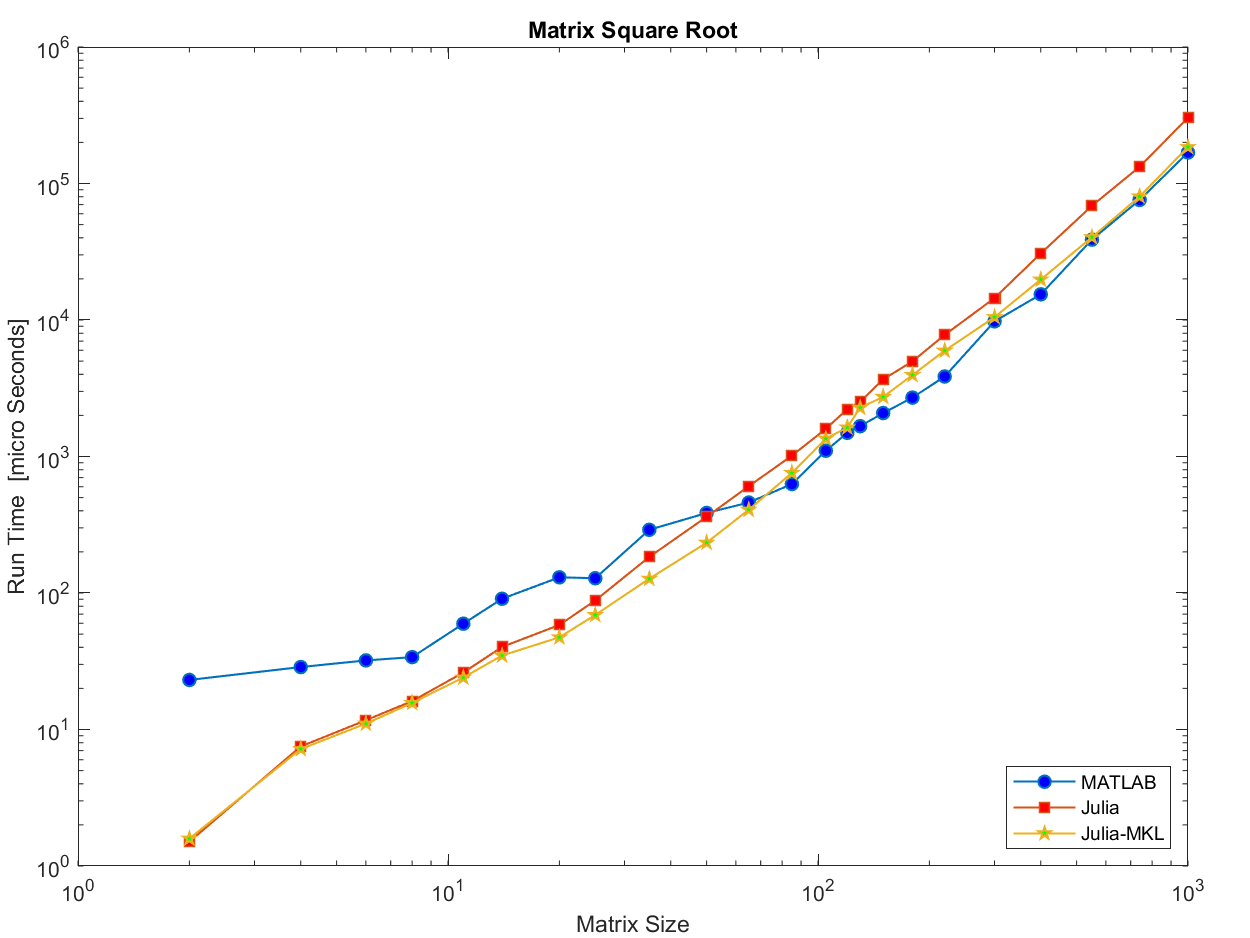 Matrix Square Root
10^6
10^5
10^4
10^3
10^2
10^1
10^0
Run Time [micro Seconds]
10^0 10^1 10^2 10^3
Matrix Size
MATLAB
Julia
Julia-MKL